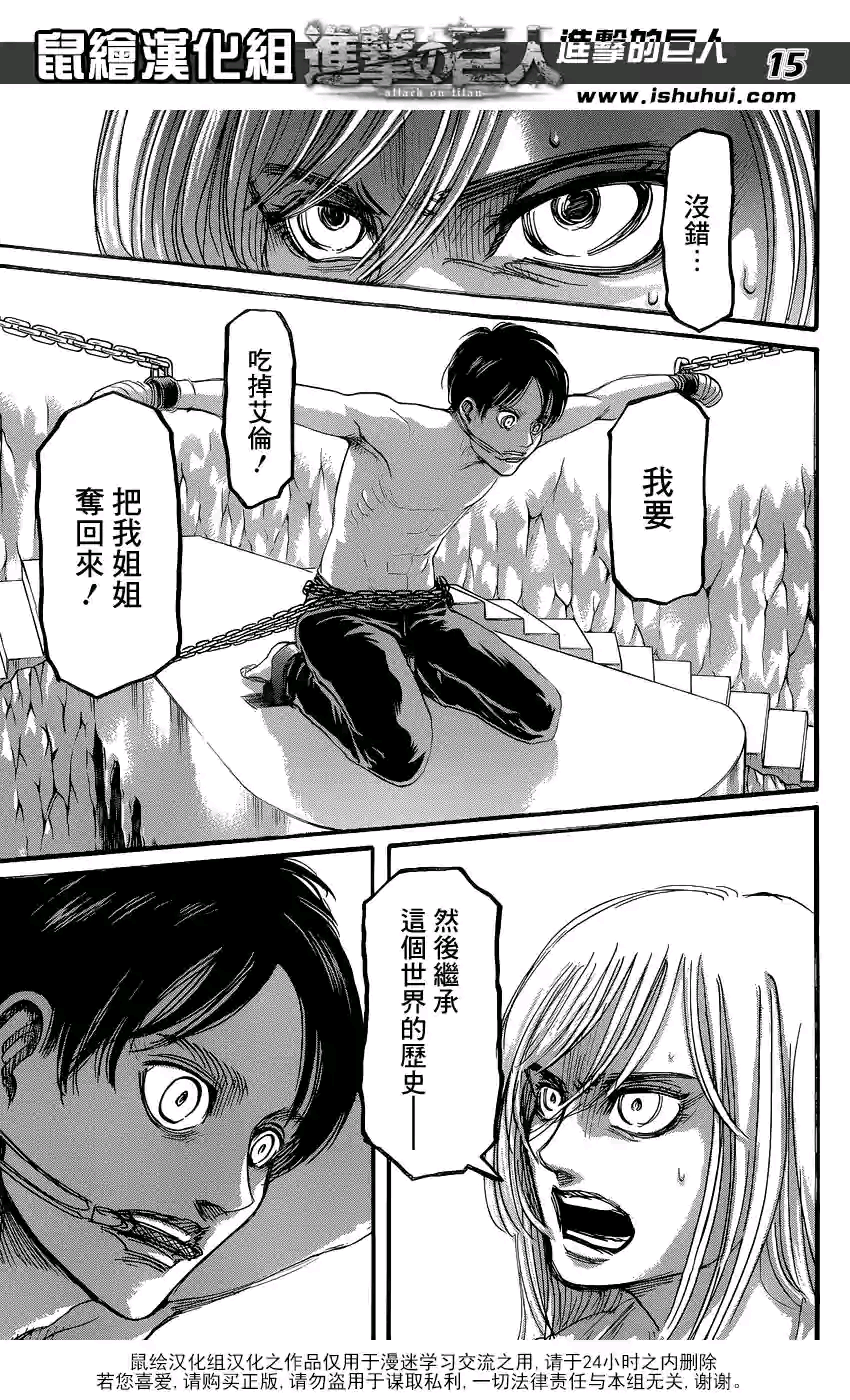 鼠繪漢化組
進撃の巨人
attack on titan
進擊的巨人
15
www.ishuhui.com
沒錯…
我要
吃掉艾倫！
把我姐姐
奪回來！
然後繼承
這個世界的歷史——
鼠绘汉化组汉化之作品仅用于漫迷学习交流之用, 请于24小时之内删除
若您喜爱, 请购买正版, 请勿盗用于谋取私利, 一切法律责任与本组无关, 谢谢.